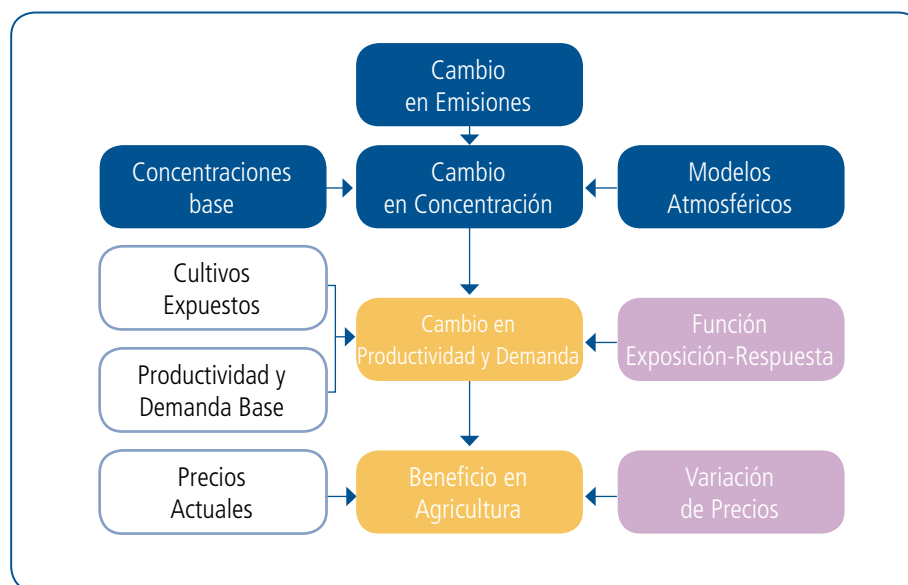 Cambio
en Emisiones
Concentraciones
base
Cambio
en Concentración
Modelos
Atmosféricos
Cultivos
Expuestos
Cambio en
Productividad y Demanda
Función
Exposición-Respuesta
Productividad y
Demanda Base
Precios
Actuales
Beneficio en
Agricultura
Variación
de Precios